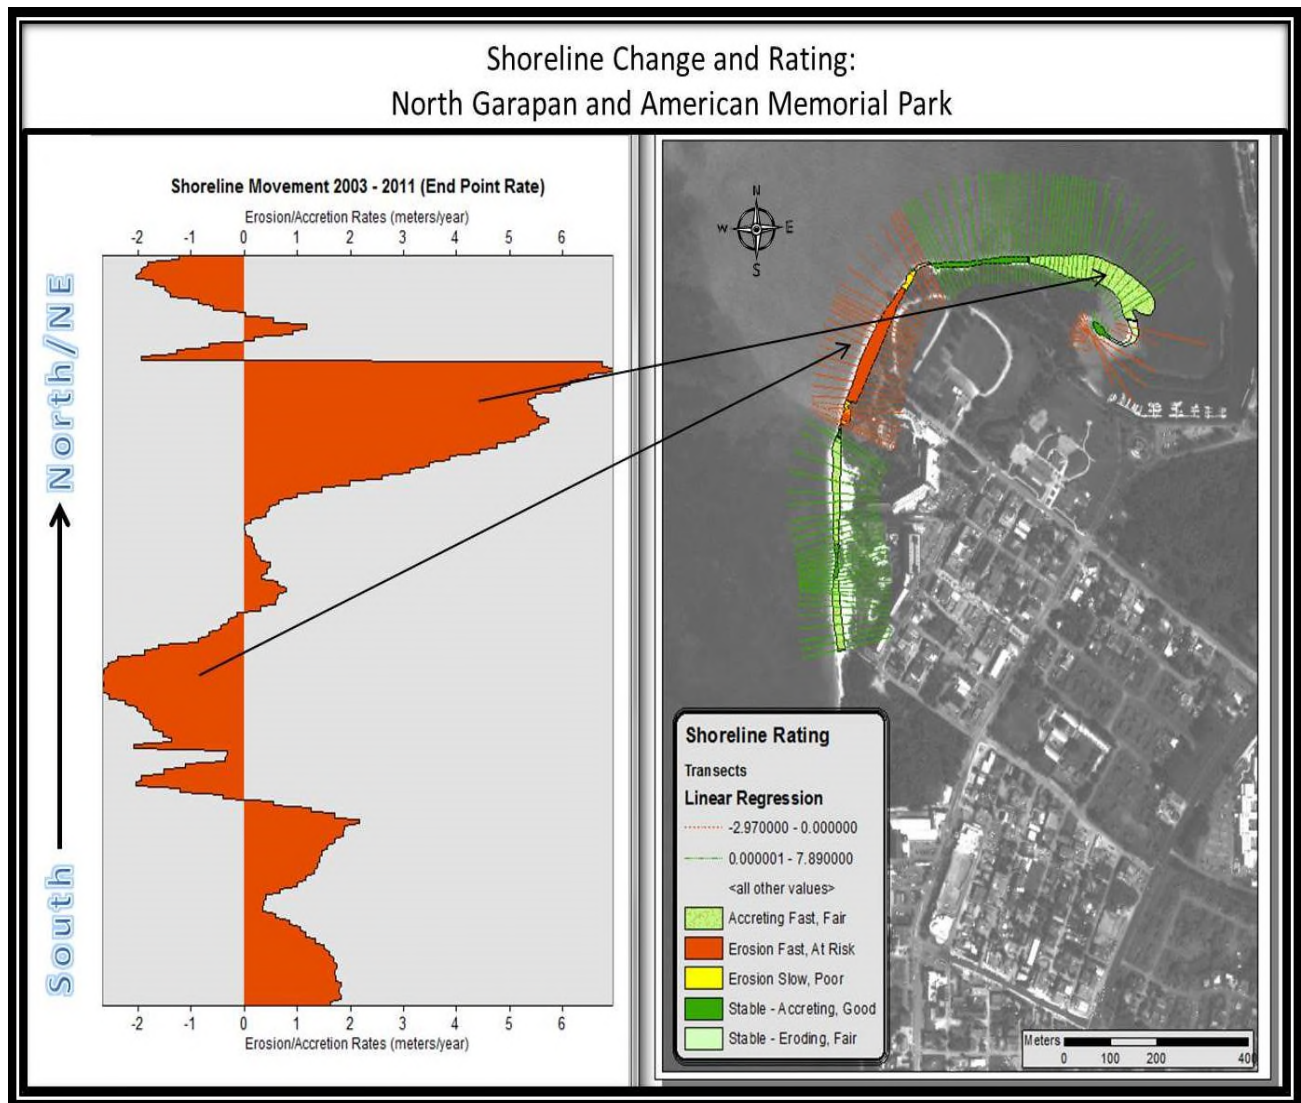 Shoreline Change and Rating:
North Garapan and American Memorial Park
Shoreline Movement 2003 - 2011 (End Point Rate)
Erosion/Accretion Rates (meters/year)
-2 -1 0 1 2 3 4 5 6
South
North/NE
-2 -1 0 1 2 3 4 5 6
Erosion/Accretion Rates (meters/year)
N
W E
S
Shoreline Rating
Transects
Linear Regression
-2.970000 - 0.000000
0.000001 - 7.890000
<all other values>
Accreting Fast, Fair
Erosion Fast, At Risk
Erosion Slow, Poor
Stable - Accreting, Good
Stable - Eroding, Fair
Meters
0 100 200 400